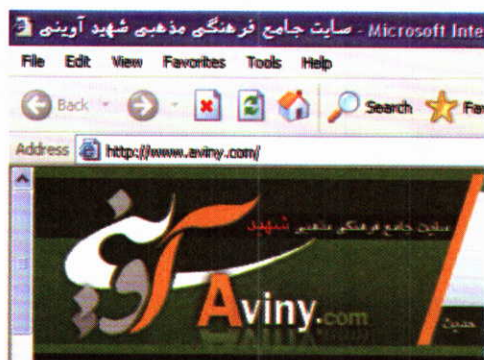 سایت جامع فرهنگی مذهبی شهید آوینی - Microsoft Inte
File Edit View Favorites Tools Help
Back Search Fav
Address http://www.aviny.com/
سایت جامع فرهنگی مذهبی شهید
آوینی
Aviny.com
حدیث